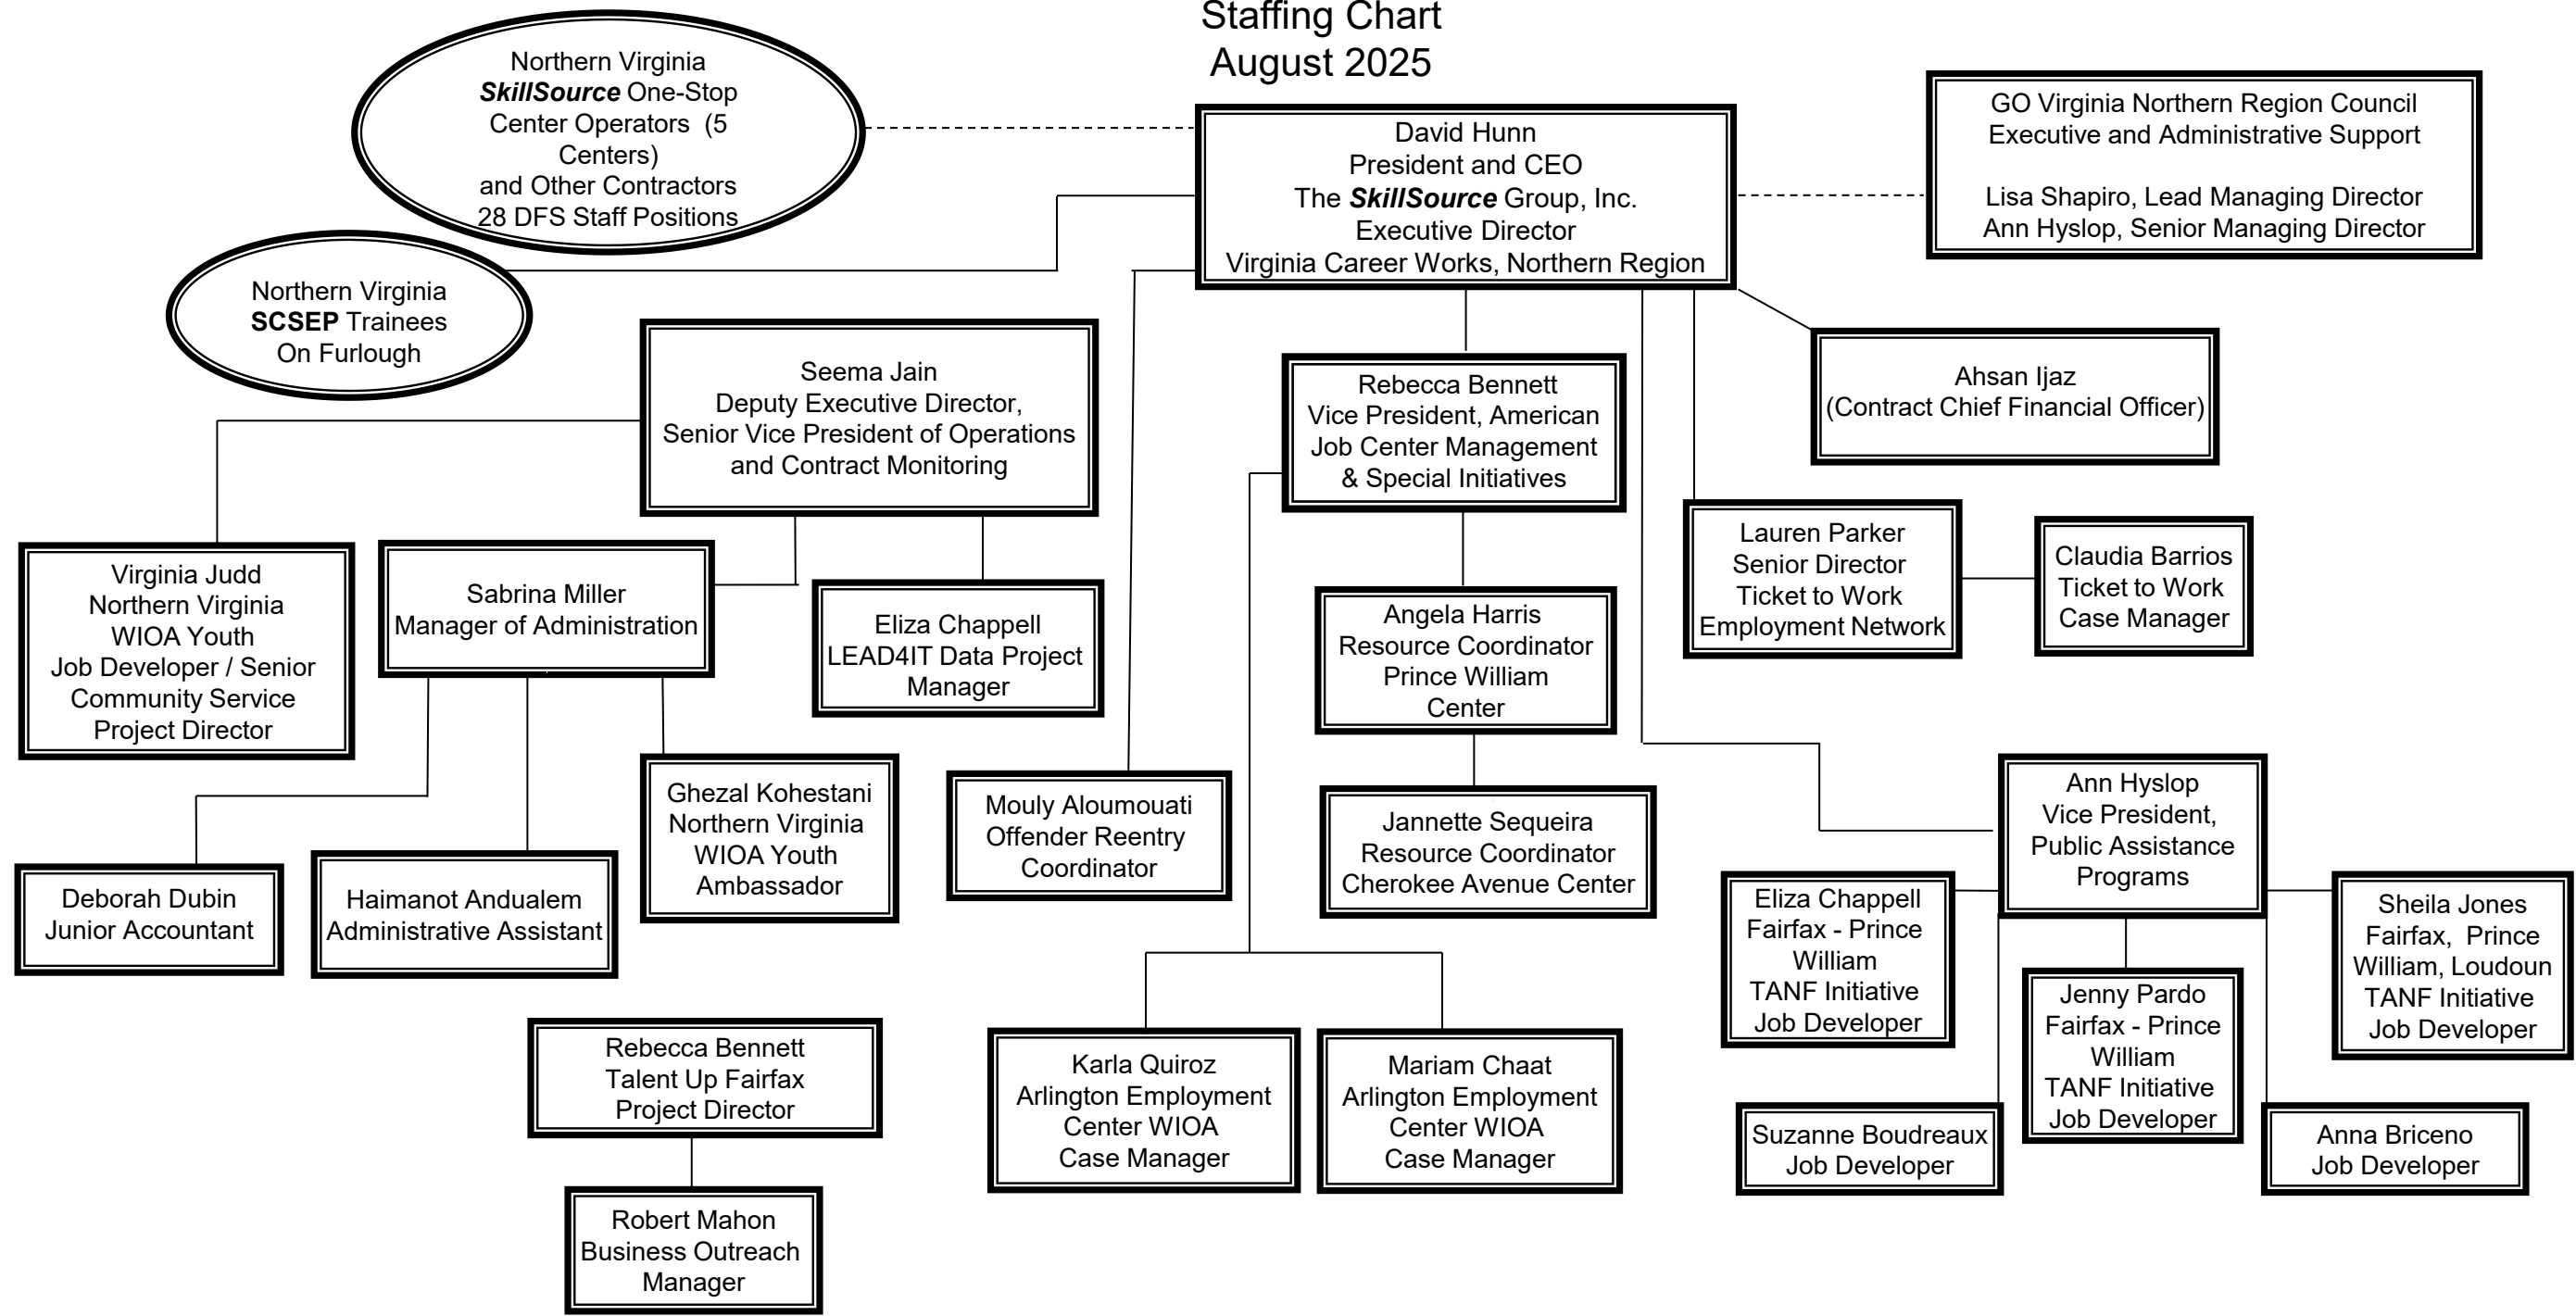 Staffing Chart
August 2025
Northern Virginia
SkillSource One-Stop
Center Operators (5
Centers)
and Other Contractors
28 DFS Staff Positions
David Hunn
President and CEO
The SkillSource Group, Inc.
Executive Director
Virginia Career Works, Northern Region
GO Virginia Northern Region Council
Executive and Administrative Support
Lisa Shapiro, Lead Managing Director
Ann Hyslop, Senior Managing Director
Northern Virginia
SCSEP Trainees
On Furlough
Seema Jain
Deputy Executive Director,
Senior Vice President of Operations
and Contract Monitoring
Rebecca Bennett
Vice President, American
Job Center Management
& Special Initiatives
Ahsan Ijaz
(Contract Chief Financial Officer)
Virginia Judd
Northern Virginia
WIOA Youth
Job Developer / Senior
Community Service
Project Director
Sabrina Miller
Manager of Administration
Eliza Chappell
LEAD4IT Data Project
Manager
Angela Harris
Resource Coordinator
Prince William
Center
Lauren Parker
Senior Director
Ticket to Work
Employment Network
Claudia Barrios
Ticket to Work
Case Manager
Ghezal Kohestani
Northern Virginia
WIOA Youth
Ambassador
Mouly Aloumouati
Offender Reentry
Coordinator
Jannette Sequeira
Resource Coordinator
Cherokee Avenue Center
Ann Hyslop
Vice President,
Public Assistance
Programs
Deborah Dubin
Junior Accountant
Haimanot Andualem
Administrative Assistant
Eliza Chappell
Fairfax - Prince
William
TANF Initiative
Job Developer
Jenny Pardo
Fairfax - Prince
William
TANF Initiative
Job Developer
Sheila Jones
Fairfax, Prince
William, Loudoun
TANF Initiative
Job Developer
Rebecca Bennett
Talent Up Fairfax
Project Director
Karla Quiroz
Arlington Employment
Center WIOA
Case Manager
Mariam Chaat
Arlington Employment
Center WIOA
Case Manager
Suzanne Boudreaux
Job Developer
Anna Briceno
Job Developer
Robert Mahon
Business Outreach
Manager